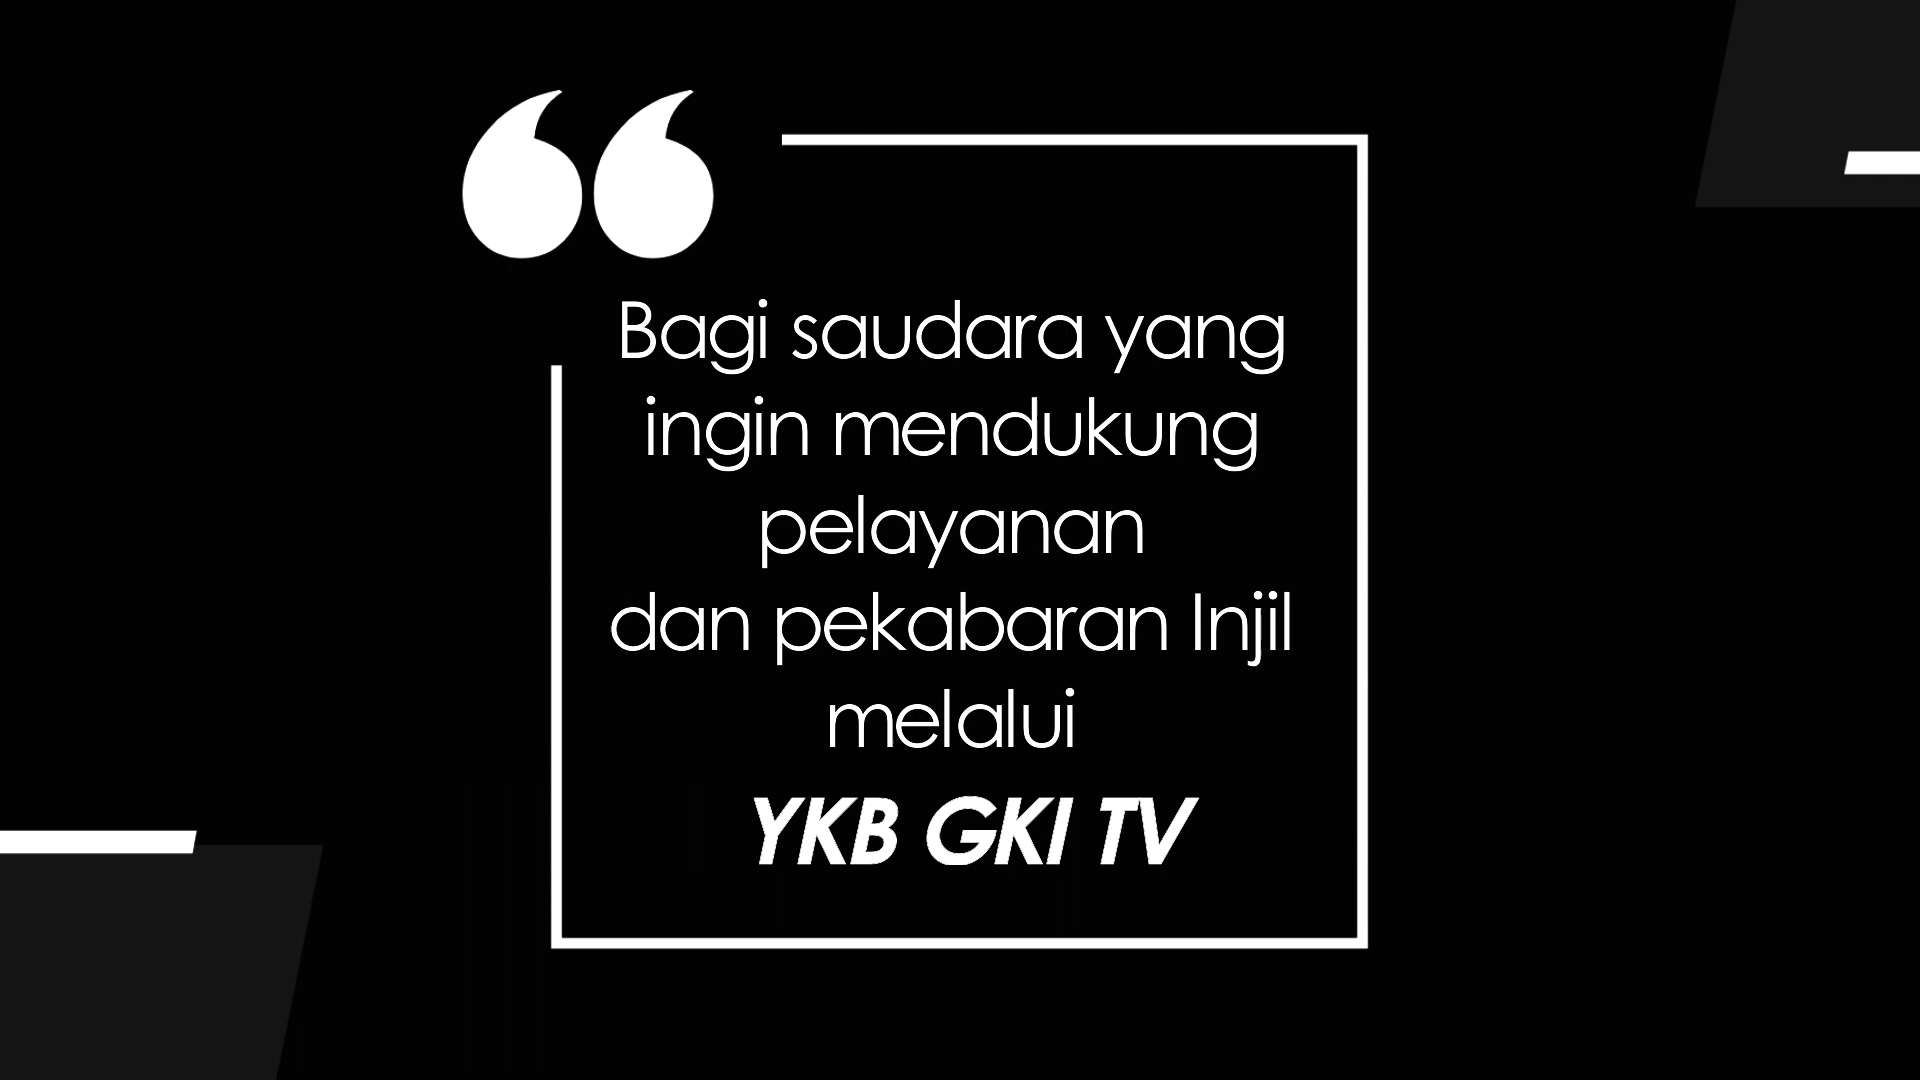 Bagi saudara yang
ingin mendukung
pelayanan
dan pekabaran Injil
melalui
YKB GKI TV